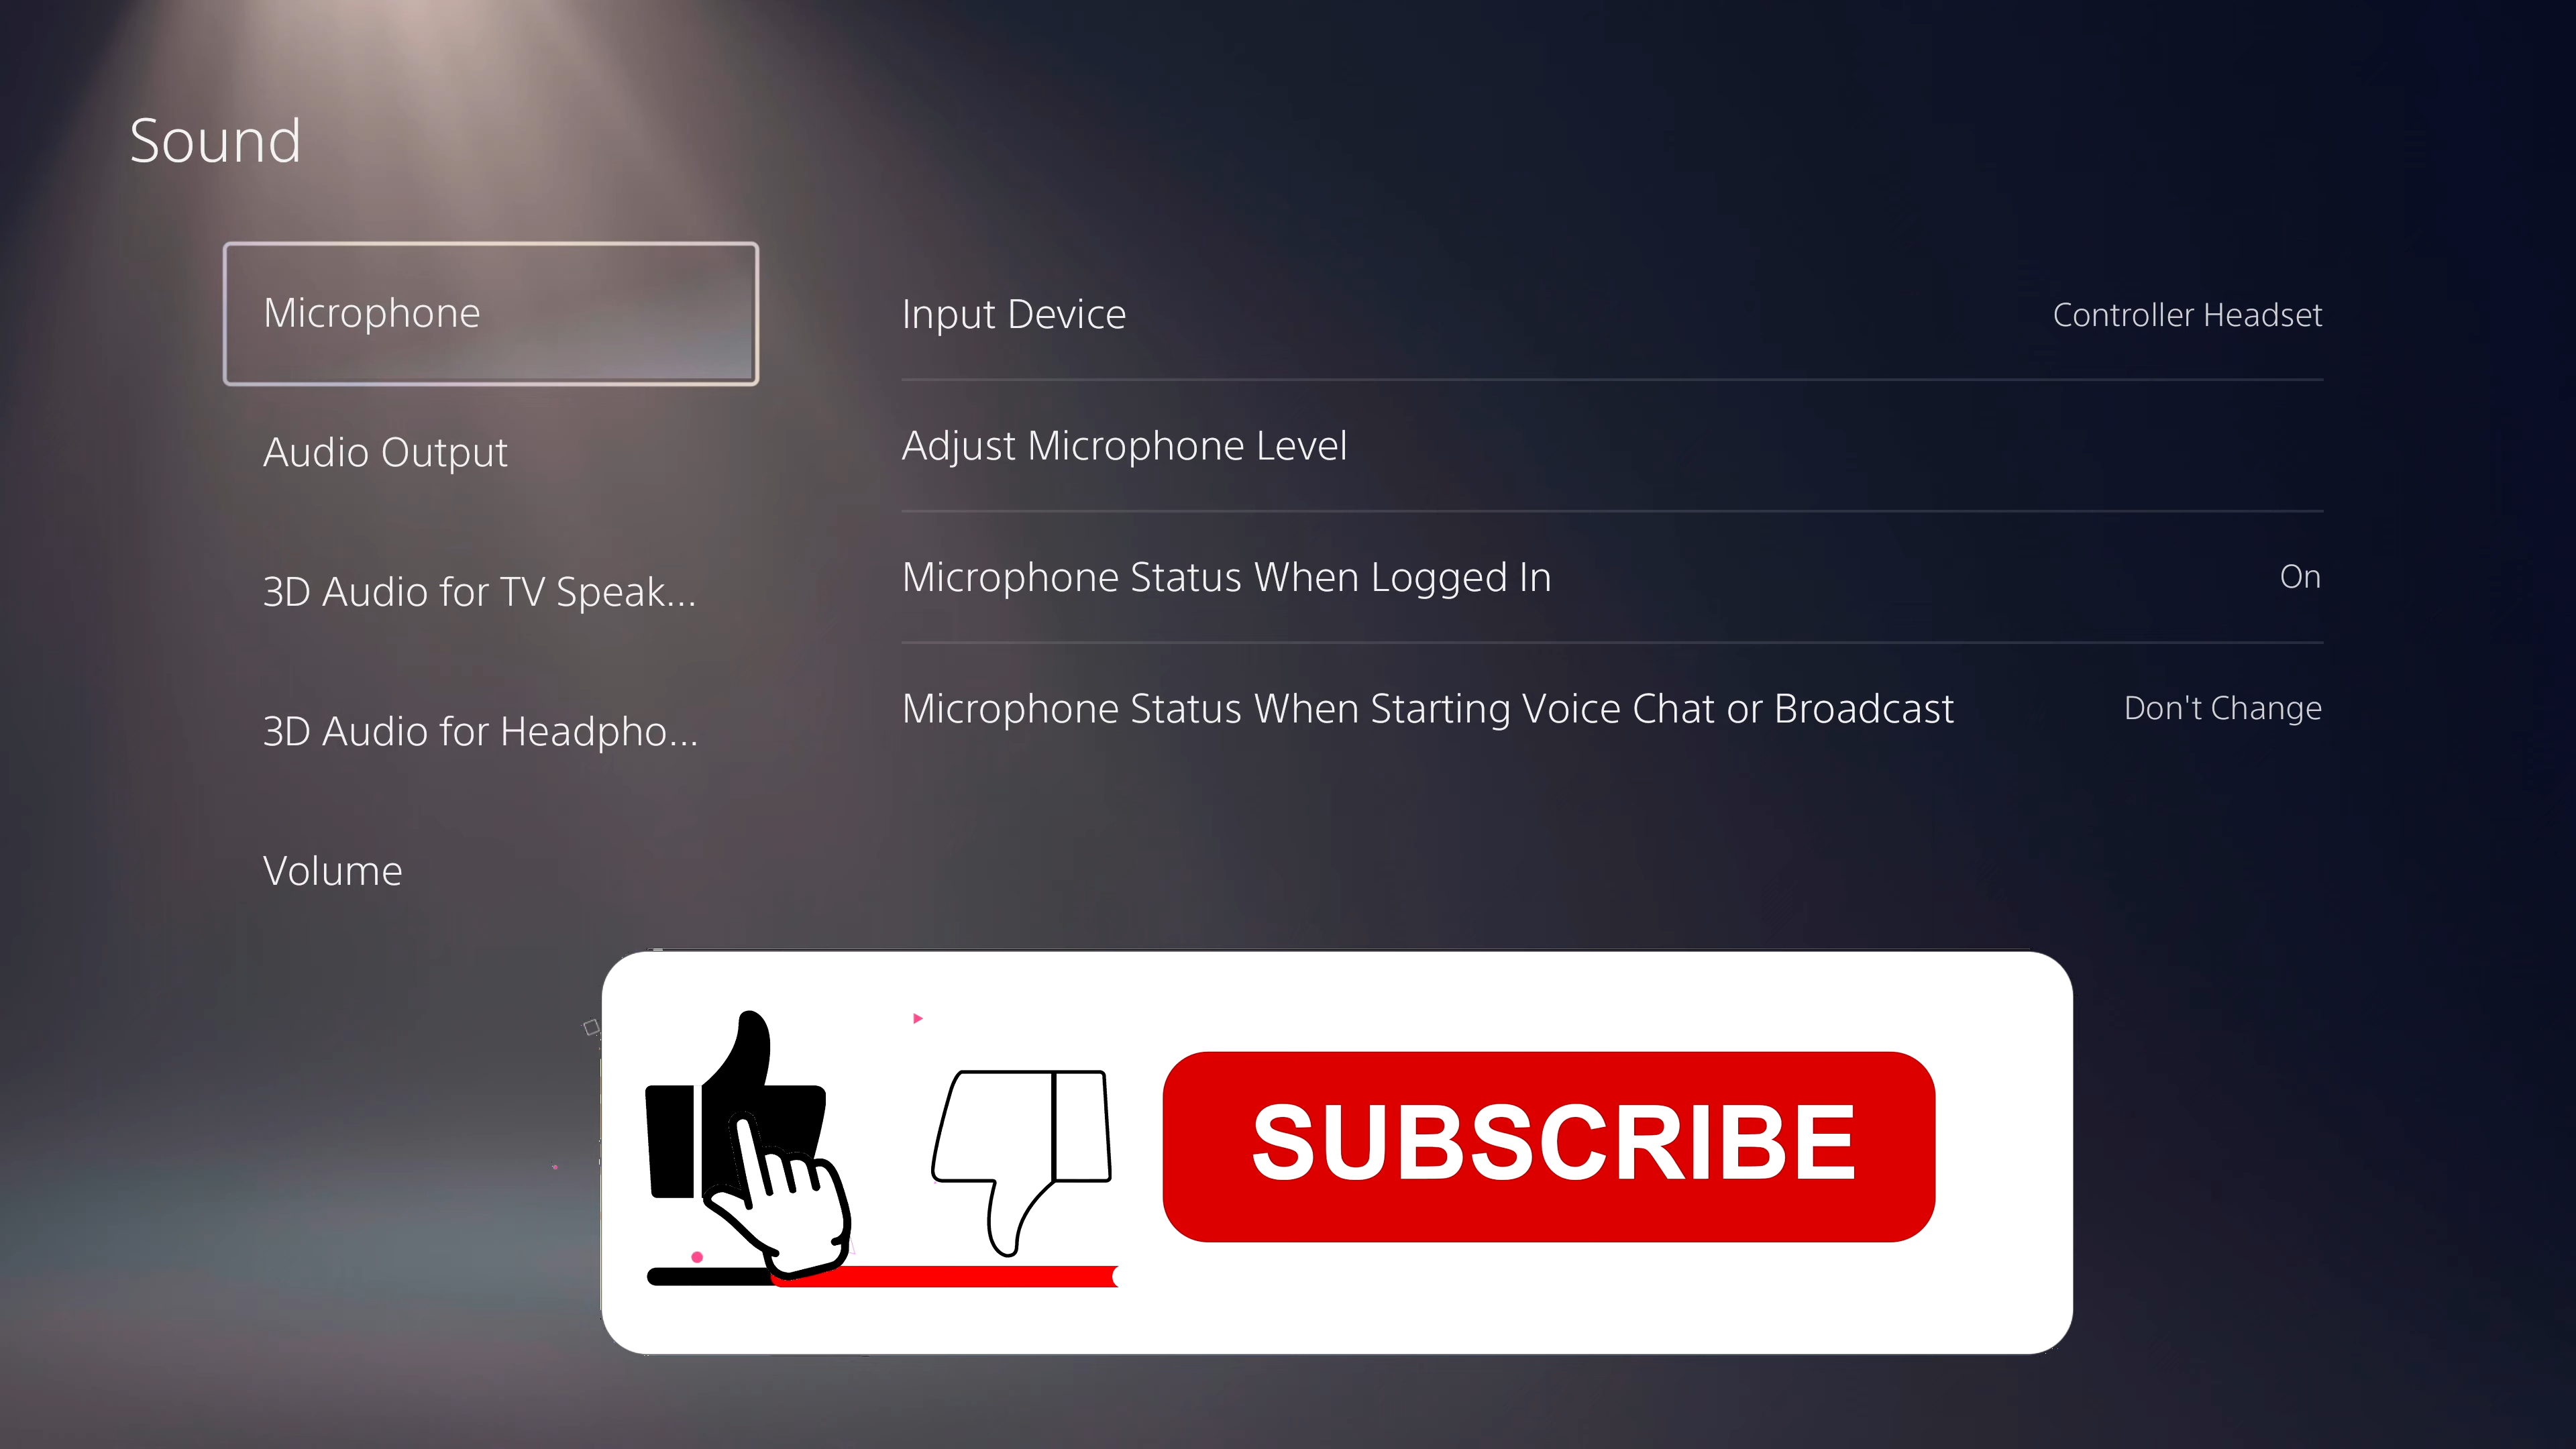 Sound
Microphone
Audio Output
3D Audio for TV Speak...
3D Audio for Headpho...
Volume
Input Device Controller Headset
Adjust Microphone Level
Microphone Status When Logged In On
Microphone Status When Starting Voice Chat or Broadcast Don't Change
SUBSCRIBE